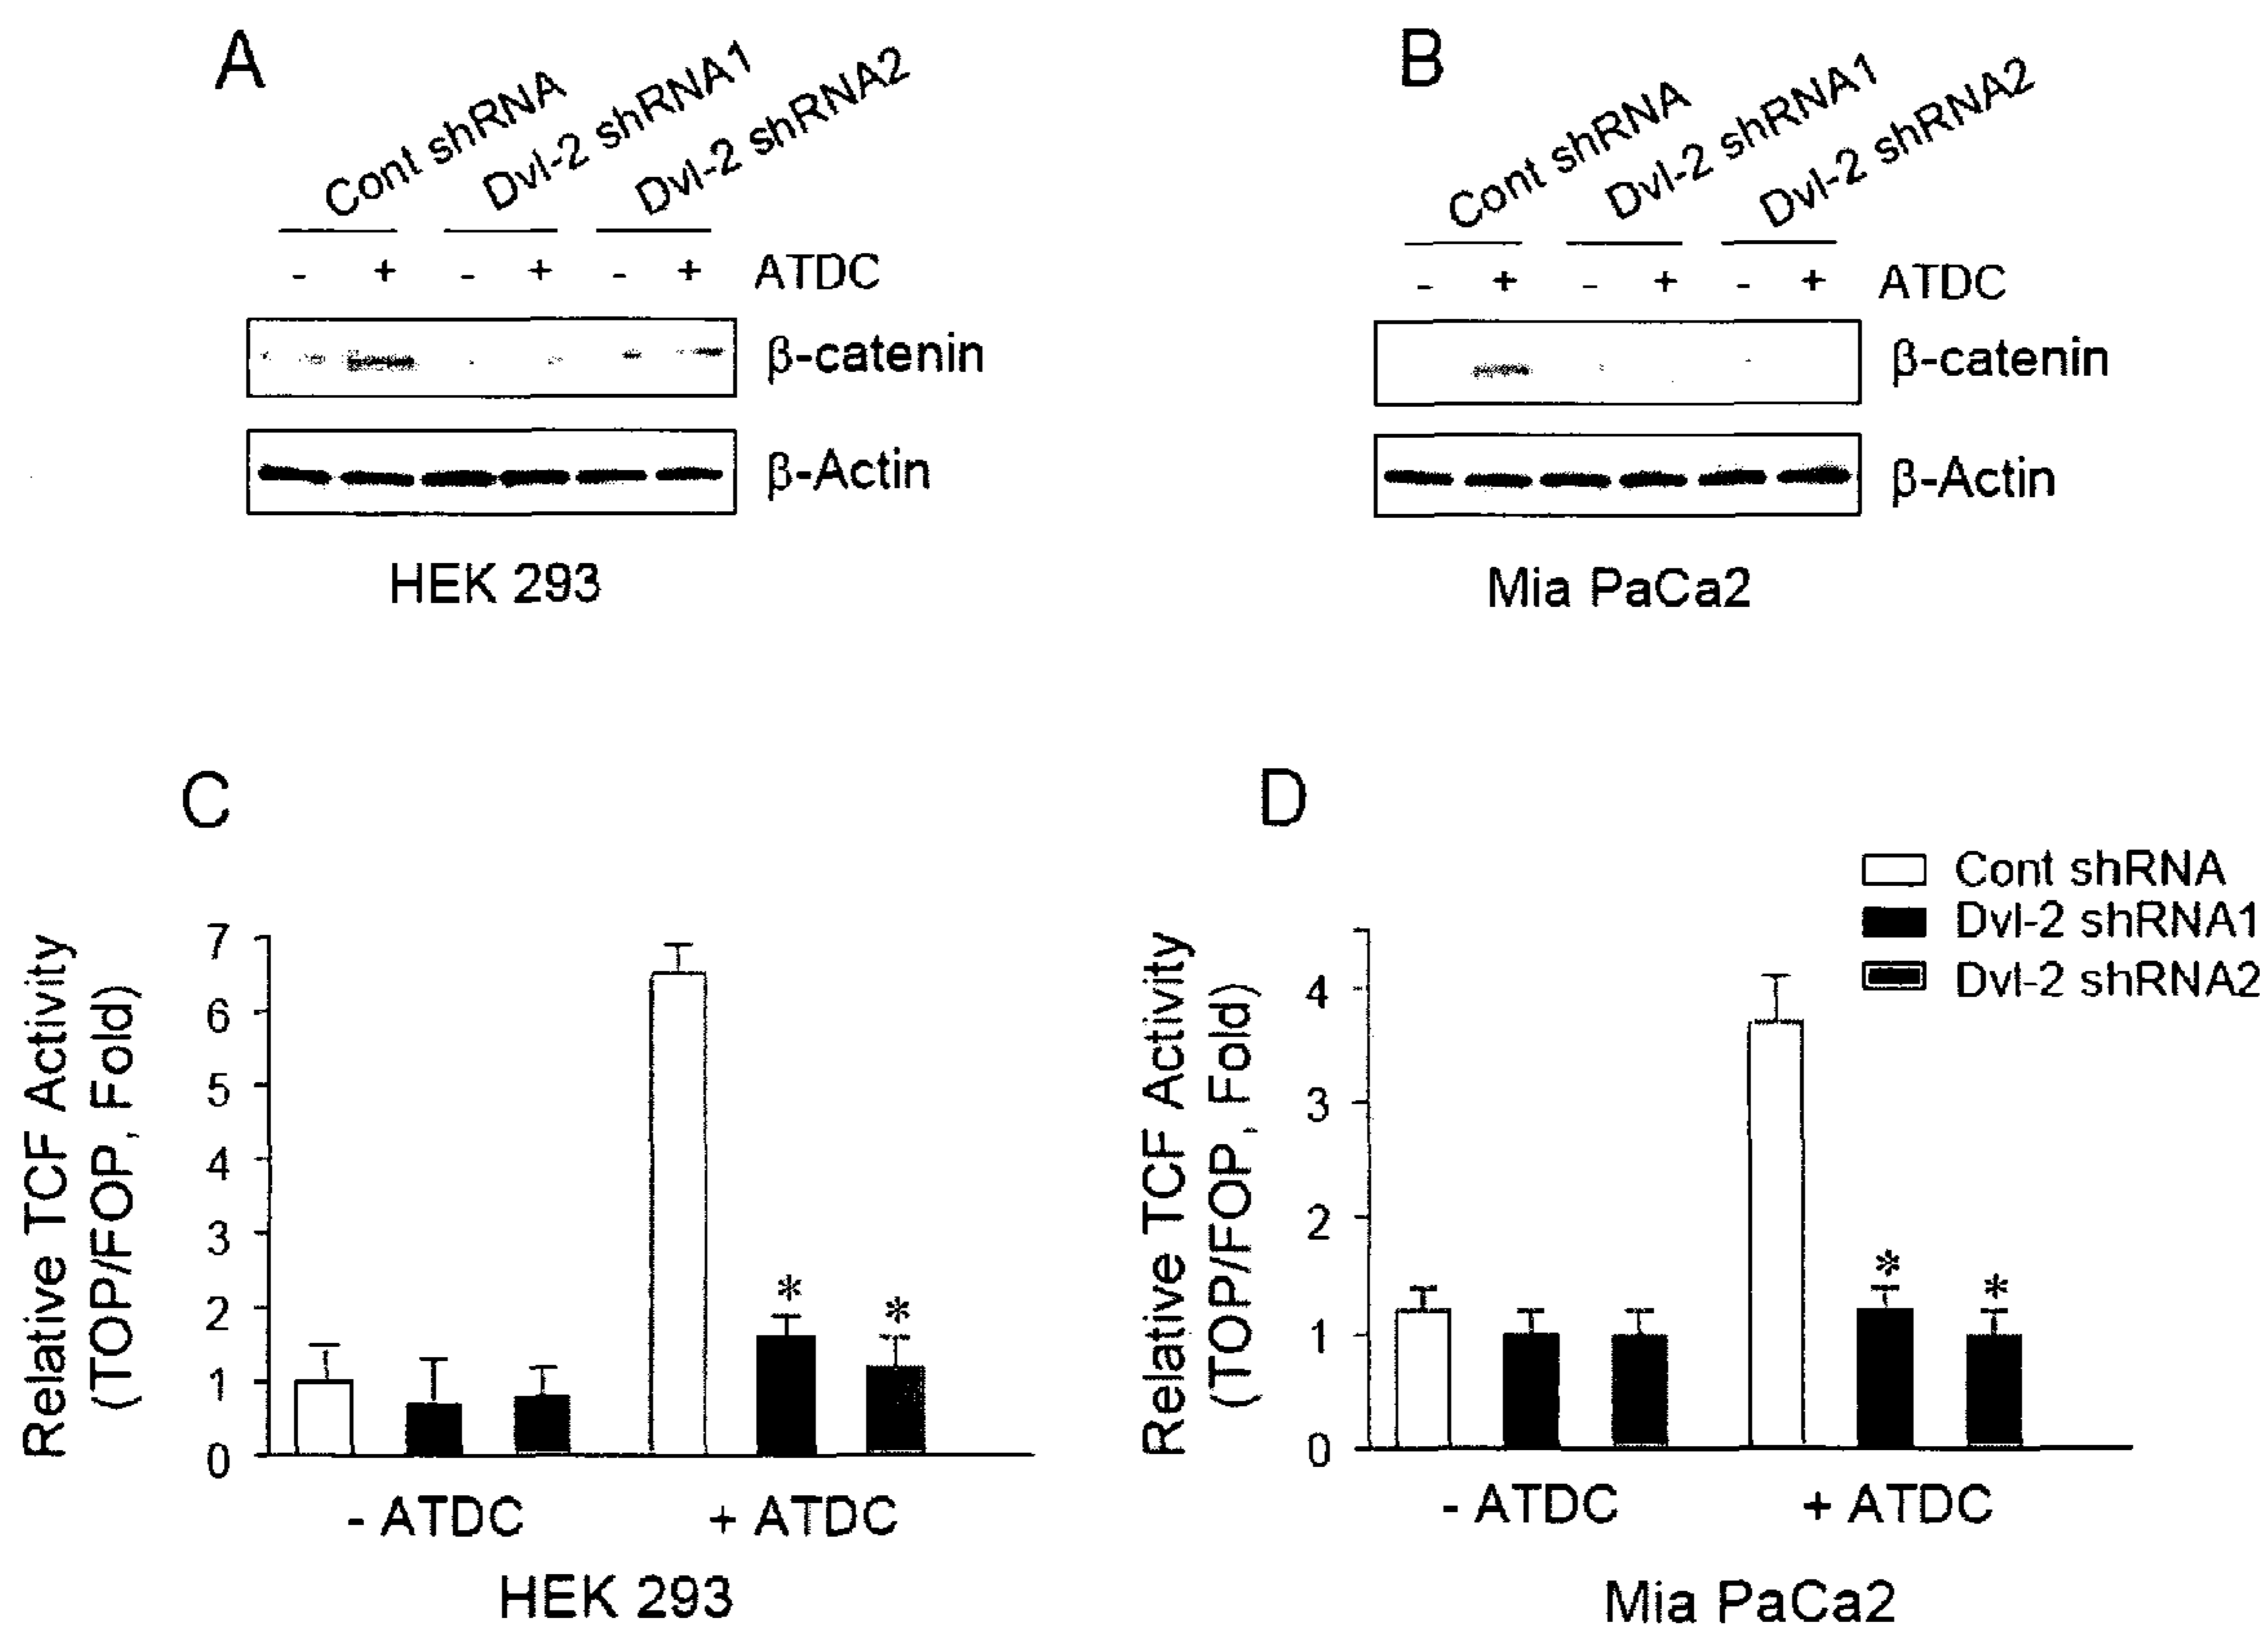 A
Cont shRNA
Dvl-2 shRNA1
Dvl-2 shRNA2
- + - + - + ATDC
β-catenin
β-Actin
HEK 293
B
Cont shRNA
Dvl-2 shRNA1
Dvl-2 shRNA2
- + - + - + ATDC
β-catenin
β-Actin
Mia PaCa2
C
Relative TCF Activity
(TOP/FOP, Fold)
7
6
5
4
3
2
1
0
* *
- ATDC + ATDC
HEK 293
D
Cont shRNA
Dvl-2 shRNA1
Dvl-2 shRNA2
Relative TCF Activity
(TOP/FOP, Fold)
4
3
2
1
0
* *
- ATDC + ATDC
Mia PaCa2